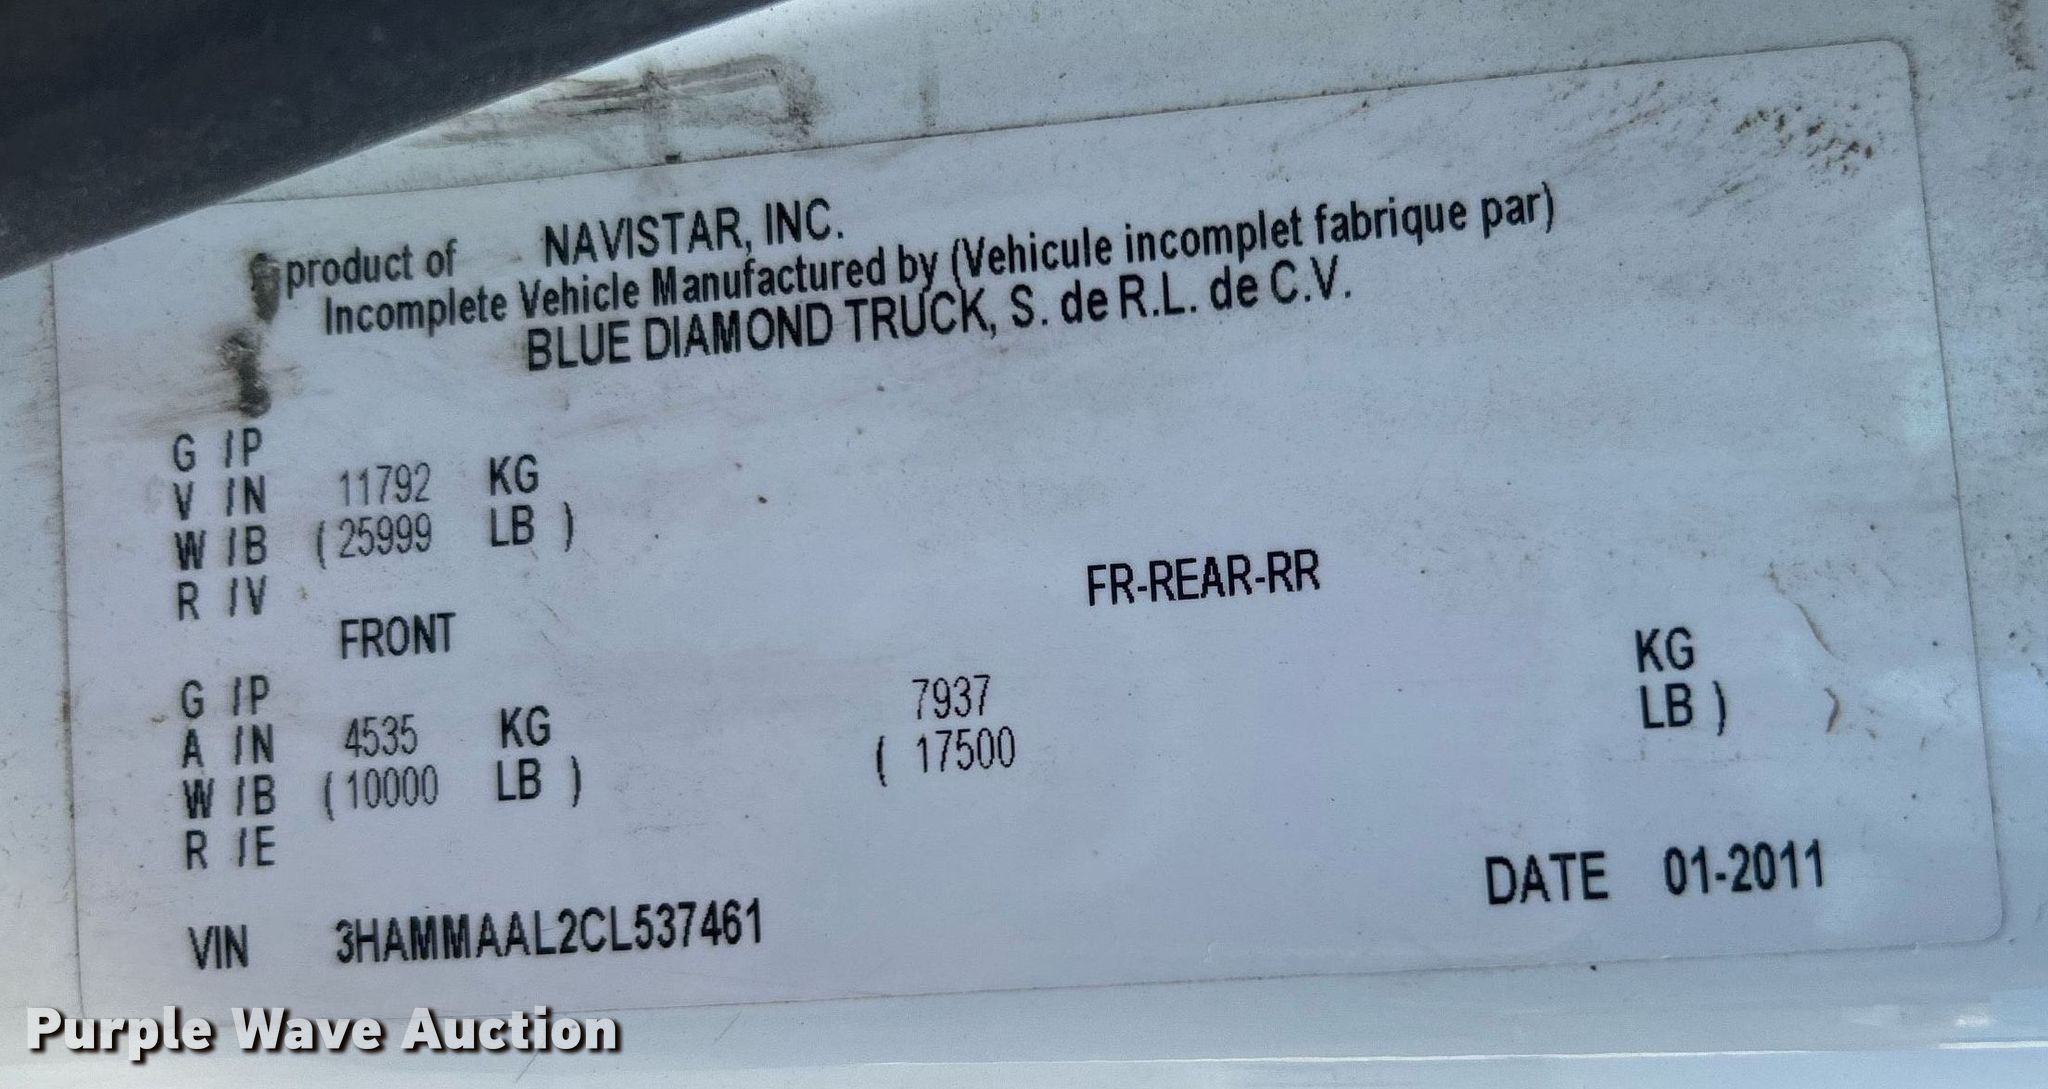 product of NAVISTAR, INC.
Incomplete Vehicle Manufactured by (Vehicule incomplet fabrique par)
BLUE DIAMOND TRUCK, S. de R.L. de C.V.
G / P
V / N 11792 KG
W / B ( 25999 LB )
R / V
FRONT FR-REAR-RR
G / P
A / N 4535 KG 7937 KG
W / B ( 10000 LB ) ( 17500 LB )
R / E
VIN 3HAMMAAL2CL537461 DATE 01-2011
Purple Wave Auction